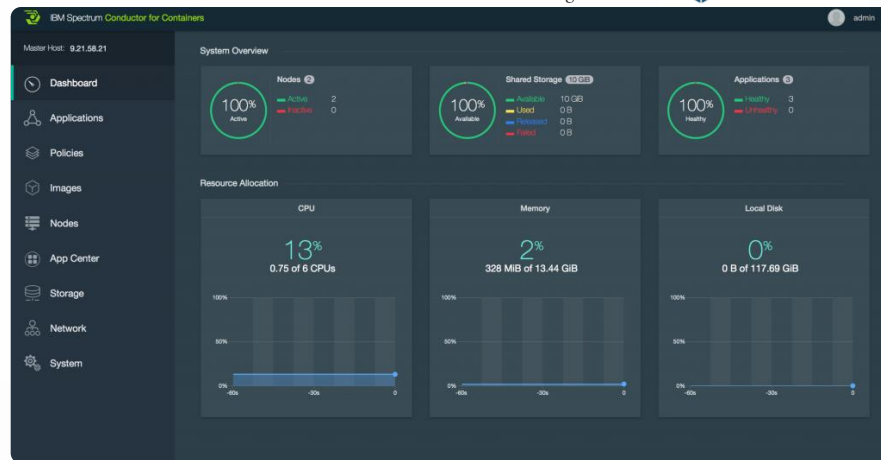 IBM Spectrum Conductor for Containers
admin
Master Host: 9.21.58.21
Dashboard
Applications
Policies
Images
Nodes
App Center
Storage
Network
System
System Overview
Nodes 2
100%
Active
Active 2
Inactive 0
Shared Storage 10 GB
100%
Available
Available 10 GB
Used 0 B
Released 0 B
Failed 0 B
Applications 3
100%
Healthy
Healthy 3
Unhealthy 0
Resource Allocation
CPU
13%
0.75 of 6 CPUs
100%
50%
0%
-60s -30s 0
Memory
2%
328 MiB of 13.44 GiB
100%
50%
0%
-60s -30s 0
Local Disk
0%
0 B of 117.69 GiB
100%
50%
0%
-60s -30s 0